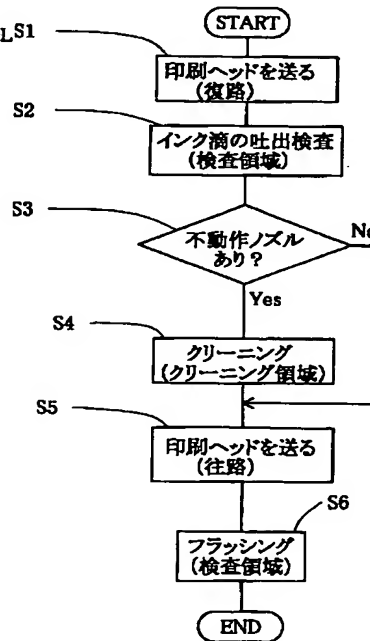 START
LS1
印刷ヘッドを送る
(復路)
S2
インク滴の吐出検査
(検査領域)
S3
不動作ノズル
あり?
No
Yes
S4
クリーニング
(クリーニング領域)
S5
印刷ヘッドを送る
(往路)
S6
フラッシング
(検査領域)
END